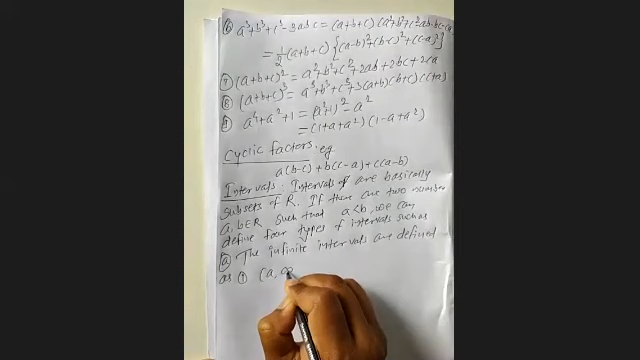 ⑥ a³+b³+c³-3abc = (a+b+c) (a²+b²+c²-ab-bc-ca)
= 1/2 (a+b+c) {(a-b)²+(b-c)²+(c-a)²}
⑦ (a+b+c)² = a²+b²+c²+2ab+2bc+2ca
⑧ (a+b+c)³ = a³+b³+c³+3(a+b)(b+c)(c+a)
⑨ a⁴+a²+1 = (a²+1)²-a²
= (1+a+a²) (1-a+a²)
Cyclic factors. eg
a(b-c)+b(c-a)+c(a-b)
Intervals: Intervals are basically
subsets of R. If there are two number
a, b∈R such that a<b, we can
define four types of intervals such as
ⓐ The infinite intervals are defined
as ① (a,